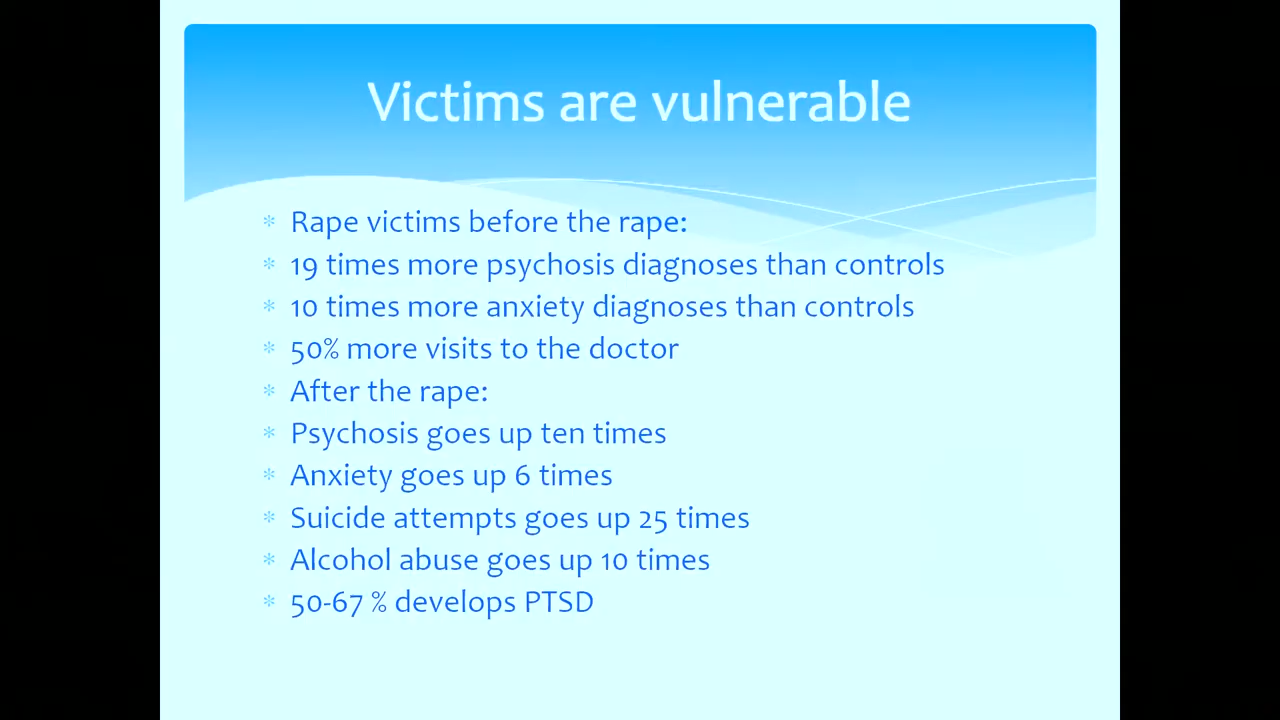 Victims are vulnerable
* Rape victims before the rape:
* 19 times more psychosis diagnoses than controls
* 10 times more anxiety diagnoses than controls
* 50% more visits to the doctor
* After the rape:
* Psychosis goes up ten times
* Anxiety goes up 6 times
* Suicide attempts goes up 25 times
* Alcohol abuse goes up 10 times
* 50-67 % develops PTSD